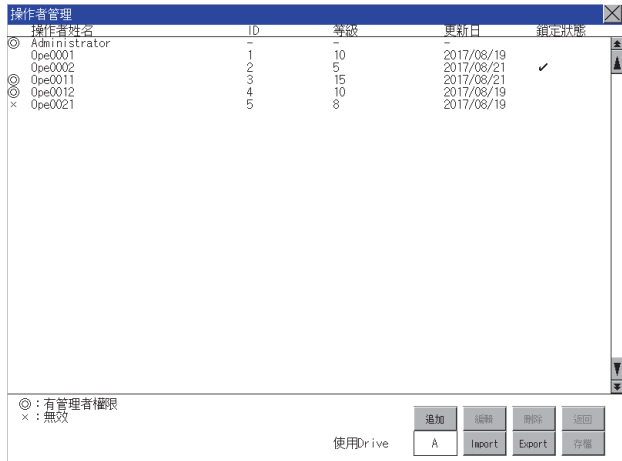 操作者管理
操作者姓名 ID 等級 更新日 鎖定狀態
◎ Administrator - - -
Ope0001 1 10 2017/08/19
Ope0002 2 5 2017/08/21 ✓
◎ Ope0011 3 15 2017/08/21
◎ Ope0012 4 10 2017/08/19
× Ope0021 5 8 2017/08/19
◎：有管理者權限
×：無效
追加 編輯 刪除 返回
使用Drive A Import Export 存檔